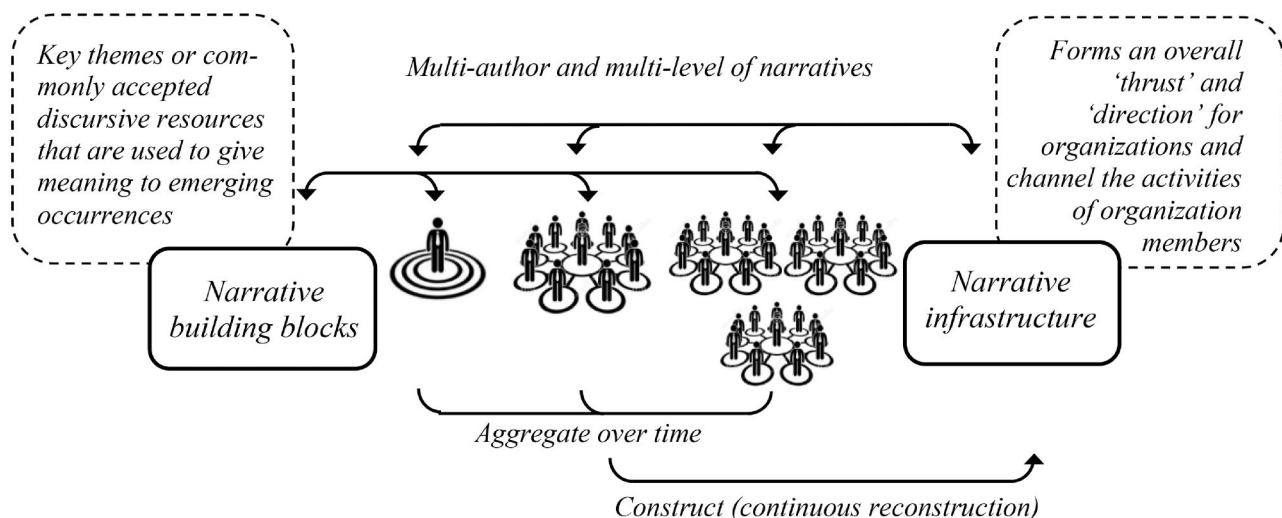 Key themes or com-
monly accepted
discursive resources
that are used to give
meaning to emerging
occurrences
Narrative
building blocks
Multi-author and multi-level of narratives
Forms an overall
‘thrust’ and
‘direction’ for
organizations and
channel the activities
of organization
members
Narrative
infrastructure
Aggregate over time
Construct (continuous reconstruction)